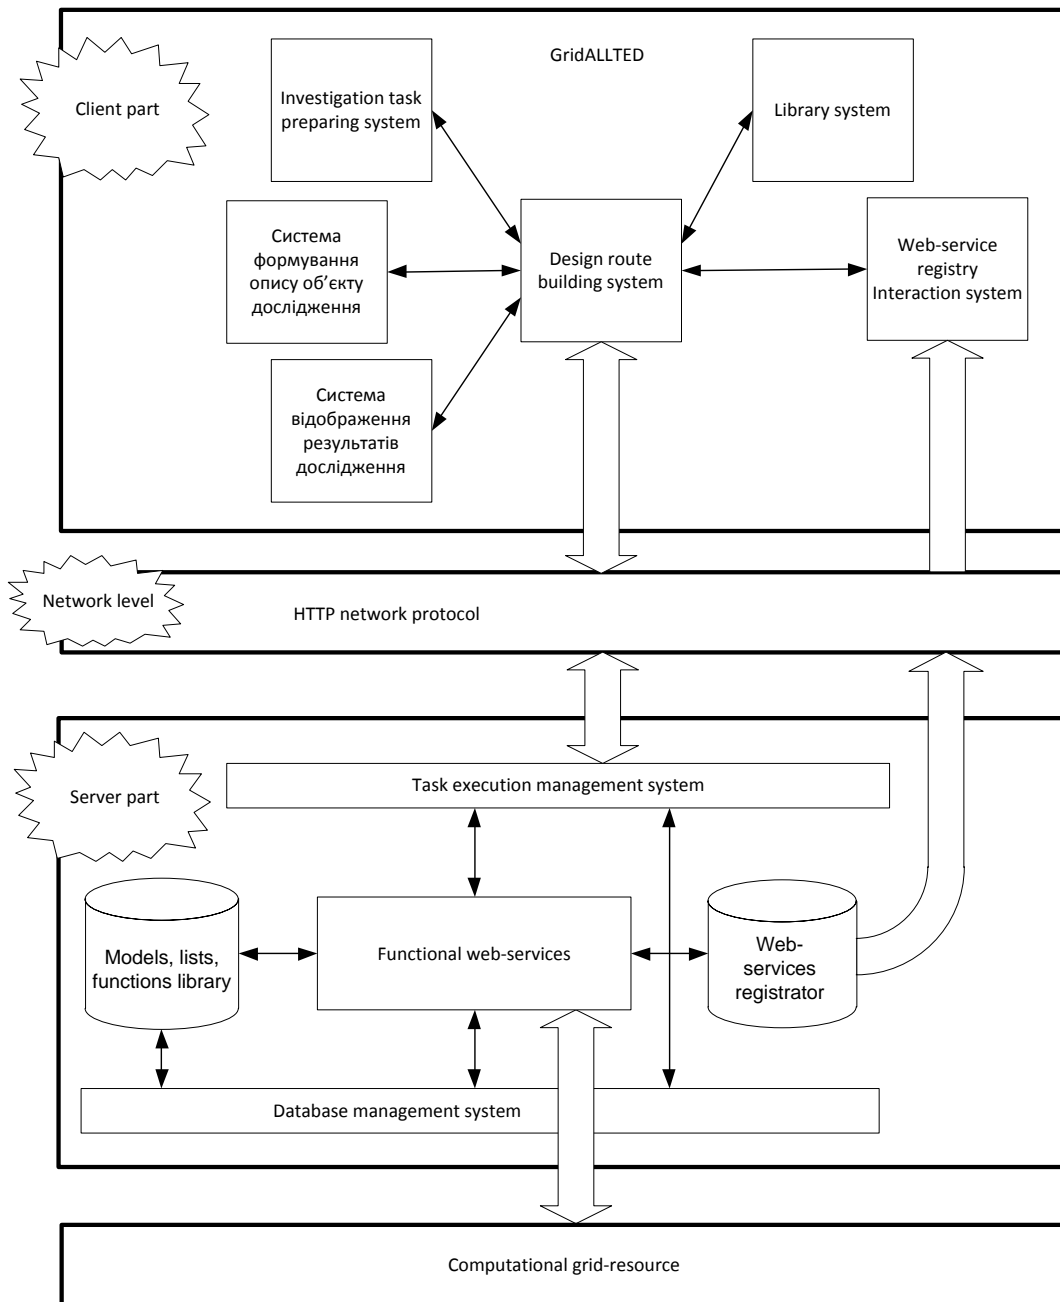 GridALLTED
Client part
Investigation task
preparing system
Library system
Система
формування
опису об’єкту
дослідження
Design route
building system
Web-service
registry
Interaction system
Система
відображення
результатів
дослідження
Network level
HTTP network protocol
Server part
Task execution management system
Models, lists,
functions library
Functional web-services
Web-
services
registrator
Database management system
Computational grid-resource